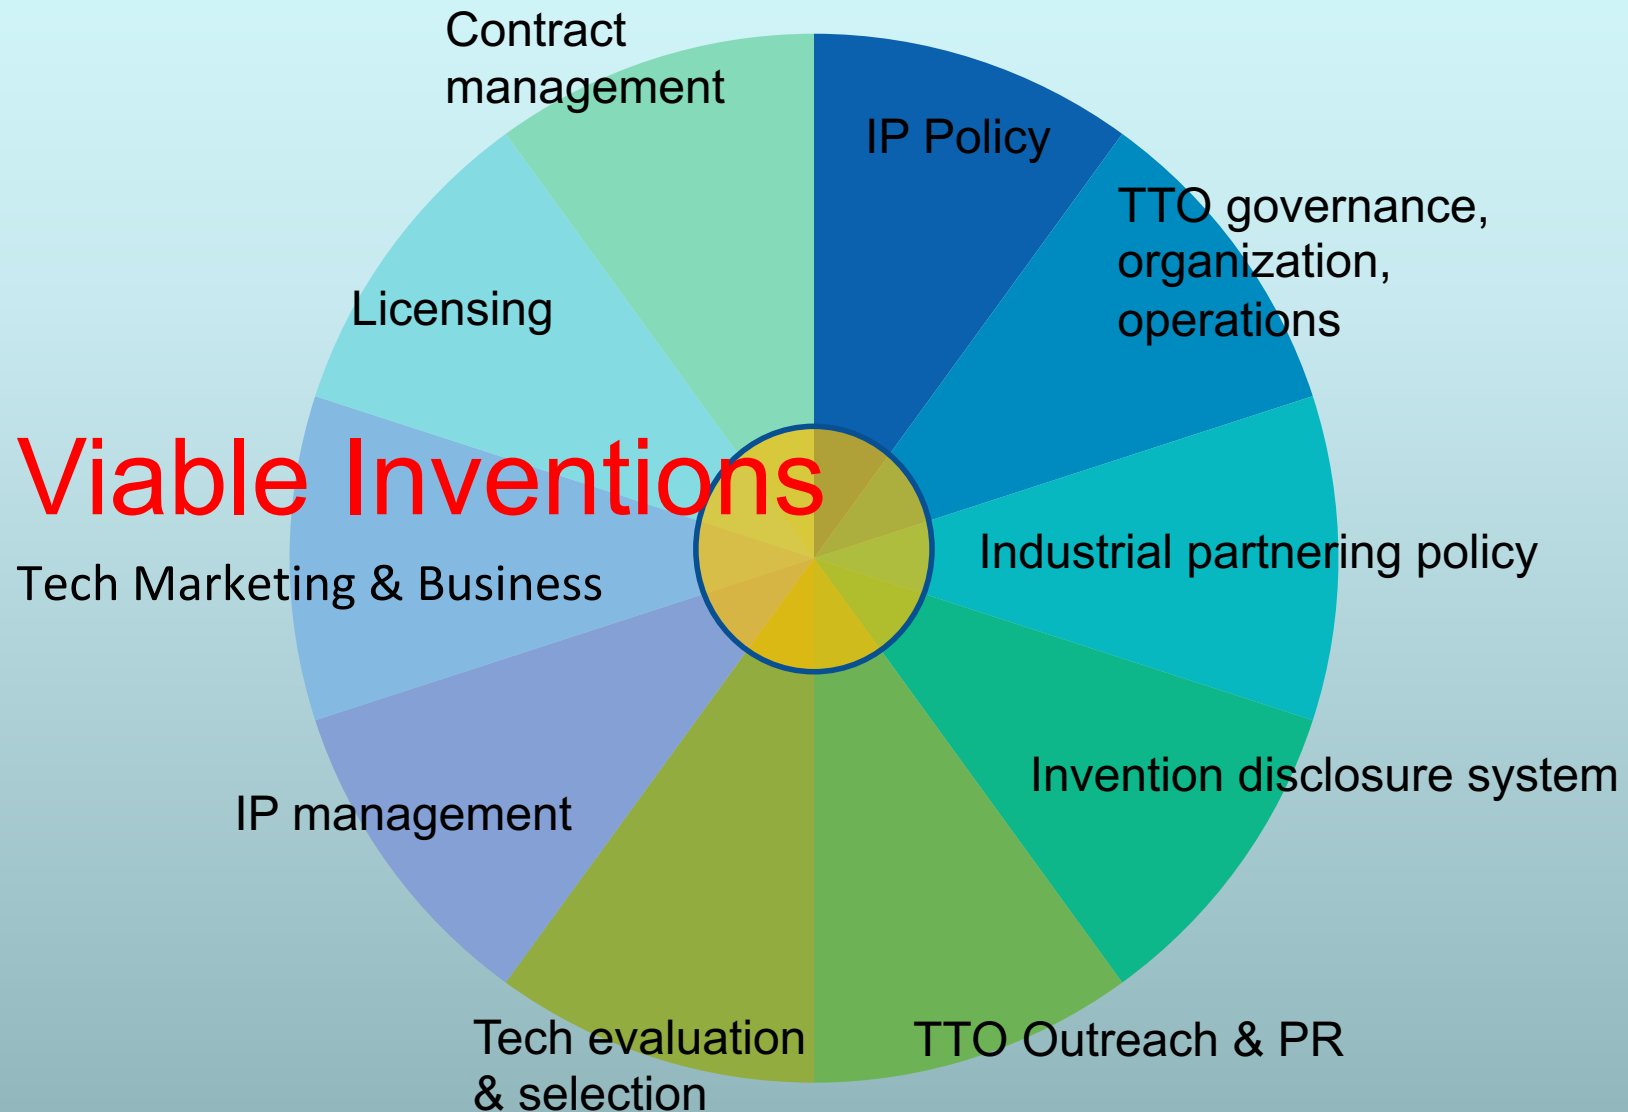 Contract
management
IP Policy
TTO governance,
organization,
operations
Licensing
Viable Inventions
Industrial partnering policy
Tech Marketing & Business
Invention disclosure system
IP management
Tech evaluation
& selection
TTO Outreach & PR